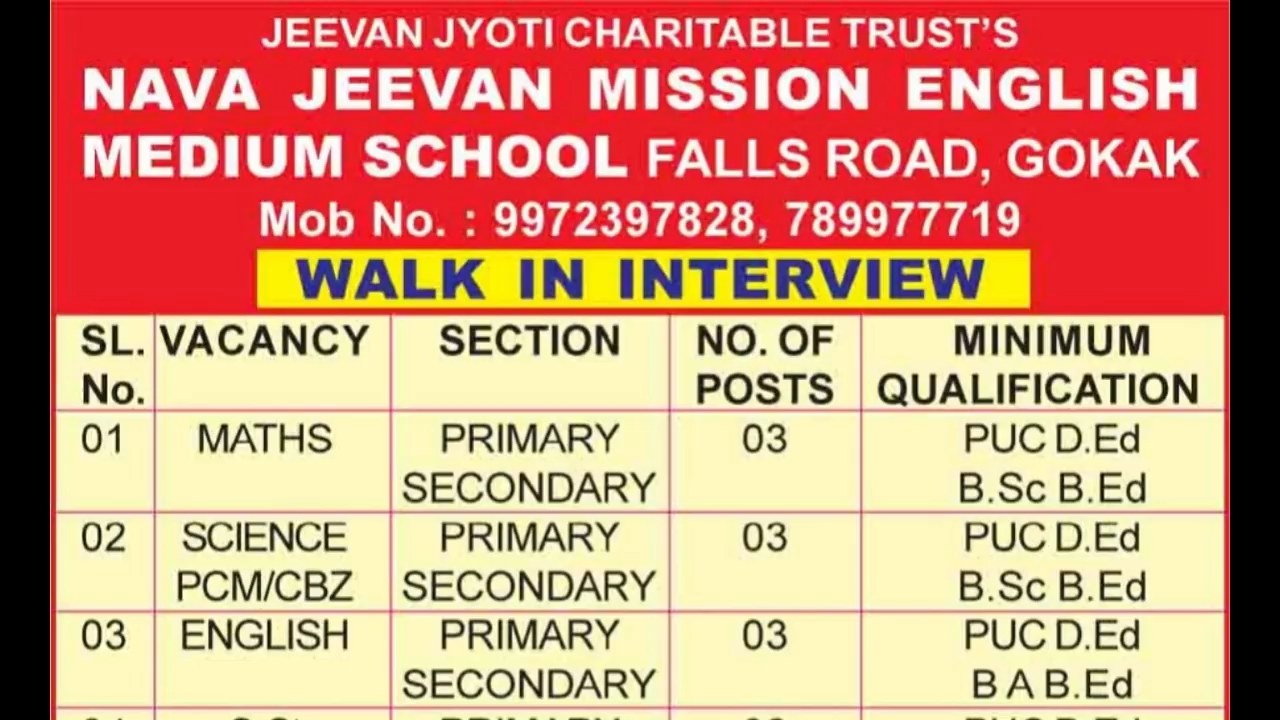 JEEVAN JYOTI CHARITABLE TRUST'S
NAVA JEEVAN MISSION ENGLISH
MEDIUM SCHOOL FALLS ROAD, GOKAK
Mob No. : 9972397828, 789977719
WALK IN INTERVIEW
SL. No. VACANCY SECTION NO. OF POSTS MINIMUM QUALIFICATION
01 MATHS PRIMARY 03 PUC D.Ed
SECONDARY B.Sc B.Ed
02 SCIENCE PRIMARY 03 PUC D.Ed
PCM/CBZ SECONDARY B.Sc B.Ed
03 ENGLISH PRIMARY 03 PUC D.Ed
SECONDARY B A B.Ed